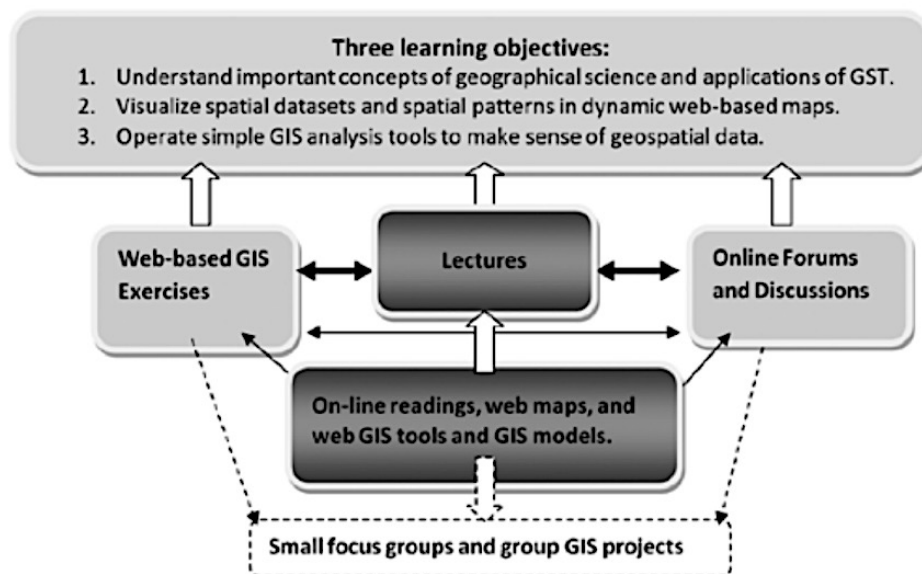 Three learning objectives:
1. Understand important concepts of geographical science and applications of GST.
2. Visualize spatial datasets and spatial patterns in dynamic web-based maps.
3. Operate simple GIS analysis tools to make sense of geospatial data.
Web-based GIS
Exercises
Lectures
Online Forums
and Discussions
On-line readings, web maps, and
web GIS tools and GIS models.
Small focus groups and group GIS projects